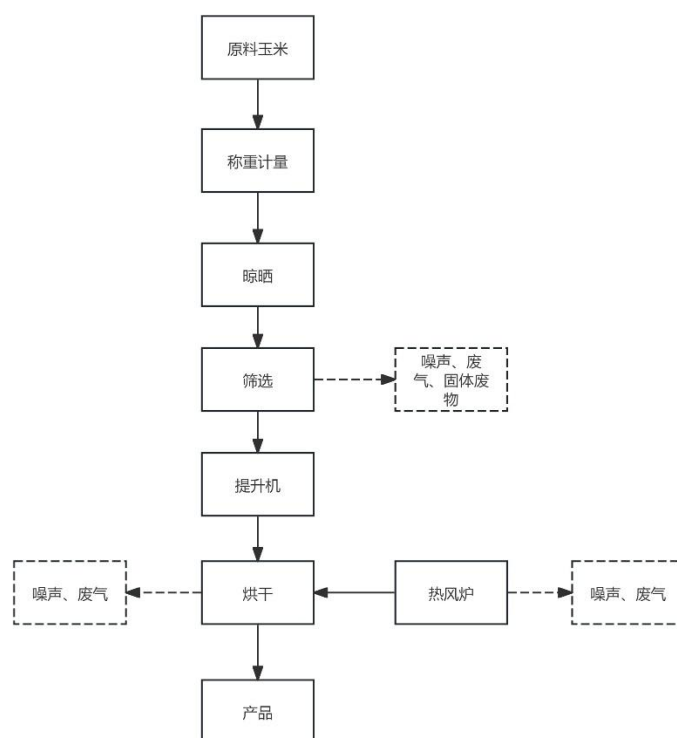 原料玉米
称重计量
晾晒
筛选
噪声、废
气、固体废
物
提升机
噪声、废气
烘干
热风炉
噪声、废气
产品